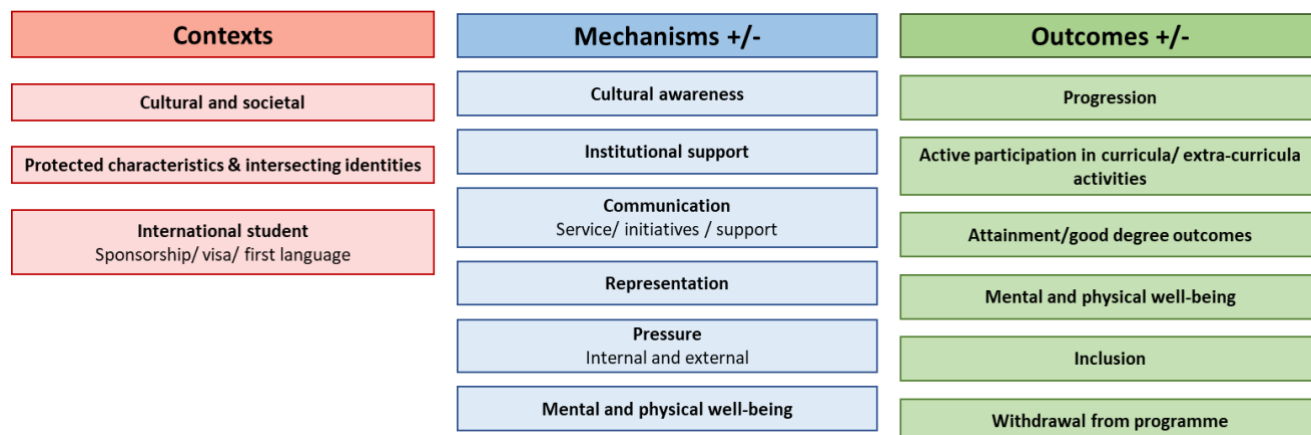 Contexts
Cultural and societal
Protected characteristics & intersecting identities
International student
Sponsorship/ visa/ first language
Mechanisms +/-
Cultural awareness
Institutional support
Communication
Service/ initiatives / support
Representation
Pressure
Internal and external
Mental and physical well-being
Outcomes +/-
Progression
Active participation in curricula/ extra-curricula
activities
Attainment/good degree outcomes
Mental and physical well-being
Inclusion
Withdrawal from programme